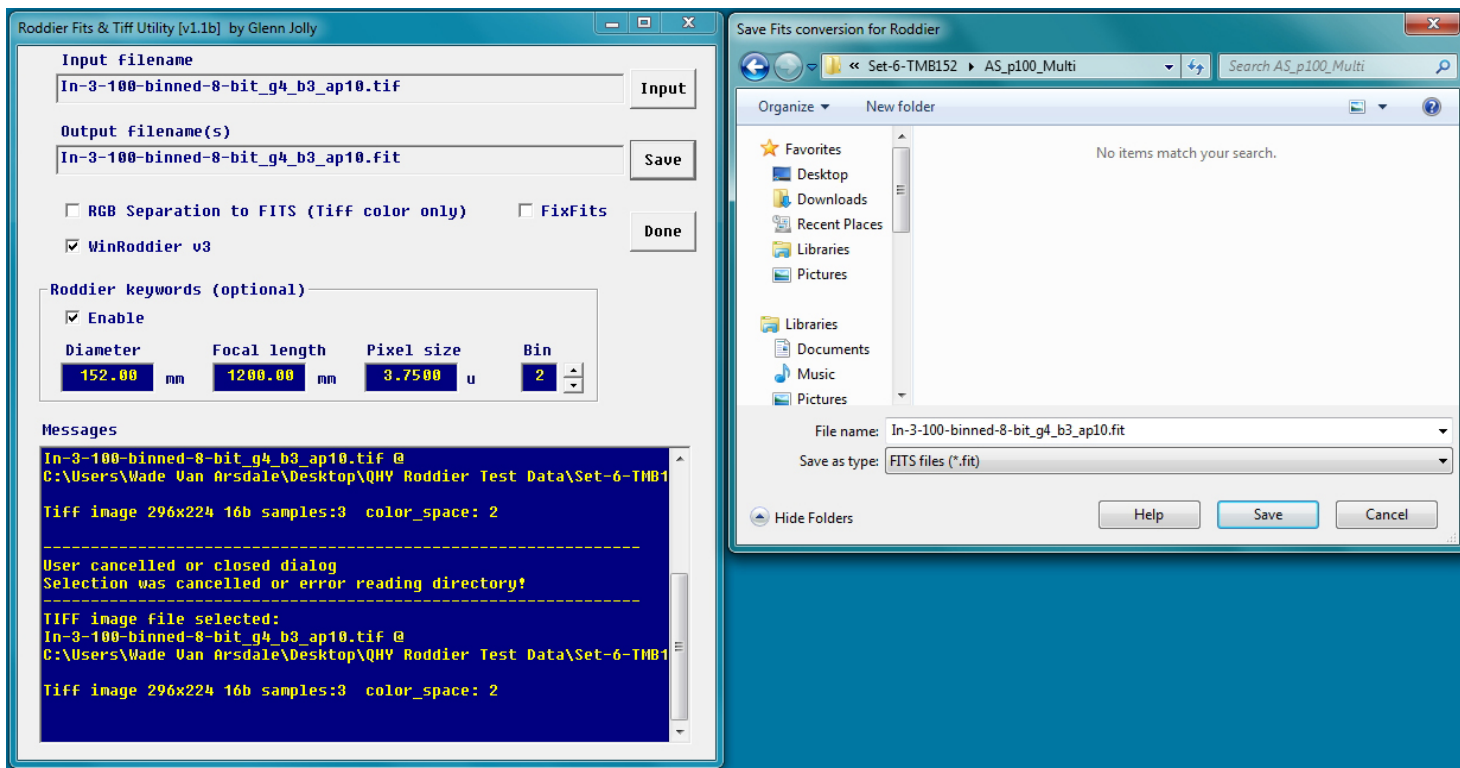 Roddier Fits & Tiff Utility [v1.1b] by Glenn Jolly
Input filename
In-3-100-binned-8-bit_g4_b3_ap10.tif
Input
Output filename(s)
In-3-100-binned-8-bit_g4_b3_ap10.fit
Save
RGB Separation to FITS (Tiff color only)
FixFits
Done
WinRoddier v3
Roddier keywords (optional)
Enable
Diameter Focal length Pixel size Bin
152.00 mm 1200.00 mm 3.7500 u 2
Messages
In-3-100-binned-8-bit_g4_b3_ap10.tif @
C:\Users\Wade Van Arsdale\Desktop\QHY Roddier Test Data\Set-6-TMB1
Tiff image 296x224 16b samples:3 color_space: 2
------------------------------------------------------------------
User cancelled or closed dialog
Selection was cancelled or error reading directory!
------------------------------------------------------------------
TIFF image file selected:
In-3-100-binned-8-bit_g4_b3_ap10.tif @
C:\Users\Wade Van Arsdale\Desktop\QHY Roddier Test Data\Set-6-TMB1
Tiff image 296x224 16b samples:3 color_space: 2
Save Fits conversion for Roddier
« Set-6-TMB152 ▸ AS_p100_Multi
Search AS_p100_Multi
Organize New folder
Favorites
Desktop
Downloads
Recent Places
Libraries
Pictures
Libraries
Documents
Music
Pictures
No items match your search.
File name: In-3-100-binned-8-bit_g4_b3_ap10.fit
Save as type: FITS files (*.fit)
Hide Folders
Help
Save
Cancel